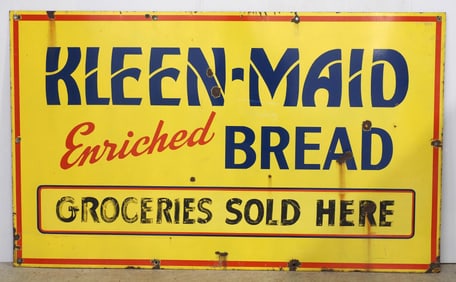 KLEEN-MAID
Enriched BREAD
GROCERIES SOLD HERE